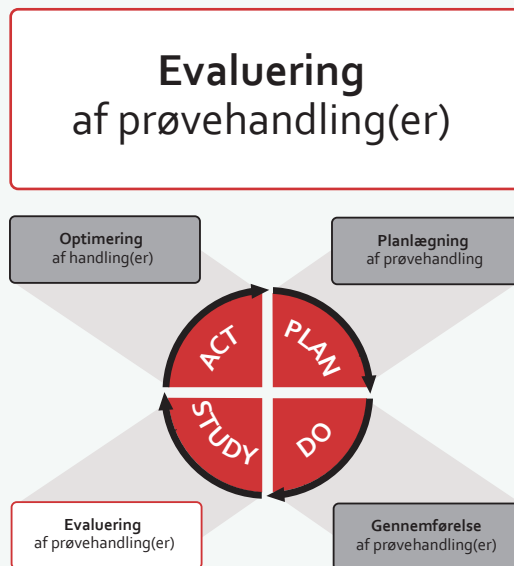 Evaluering
af prøvehandling(er)
Optimering
af handling(er)
Planlægning
af prøvehandling
ACT
PLAN
STUDY
DO
Evaluering
af prøvehandling(er)
Gennemførelse
af prøvehandling(er)